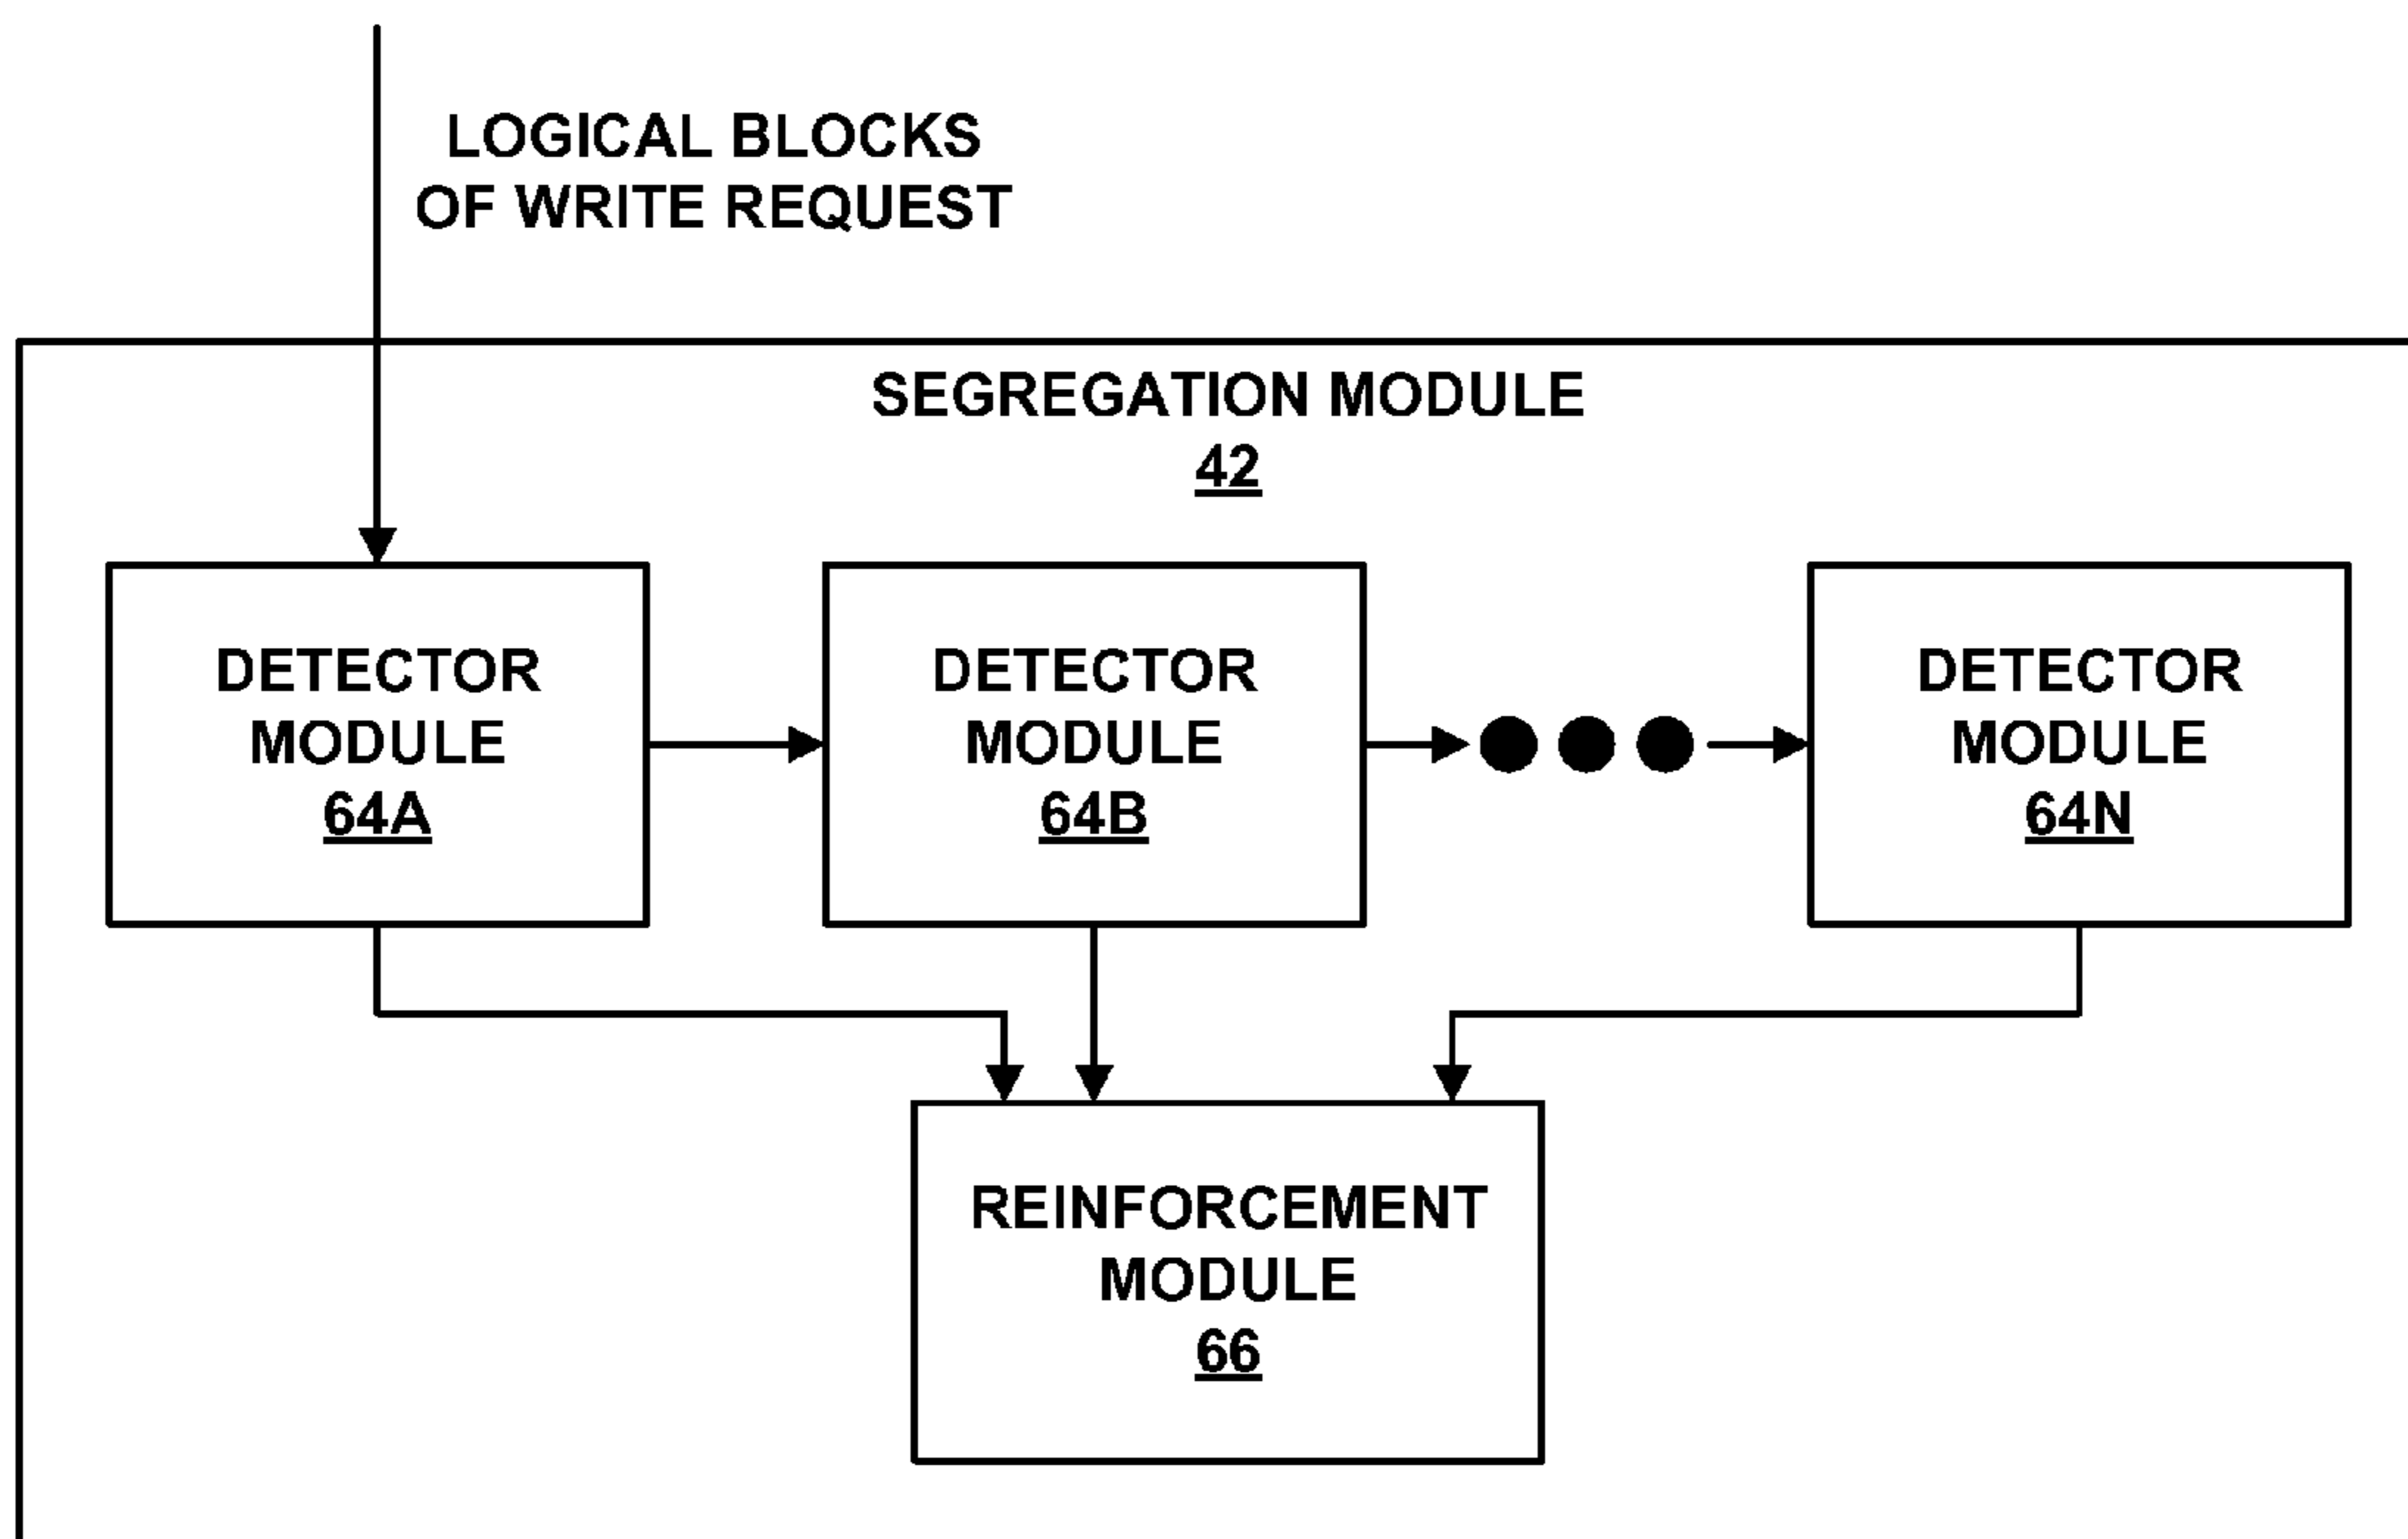 LOGICAL BLOCKS
OF WRITE REQUEST
SEGREGATION MODULE
42
DETECTOR
MODULE
64A
DETECTOR
MODULE
64B
DETECTOR
MODULE
64N
REINFORCEMENT
MODULE
66